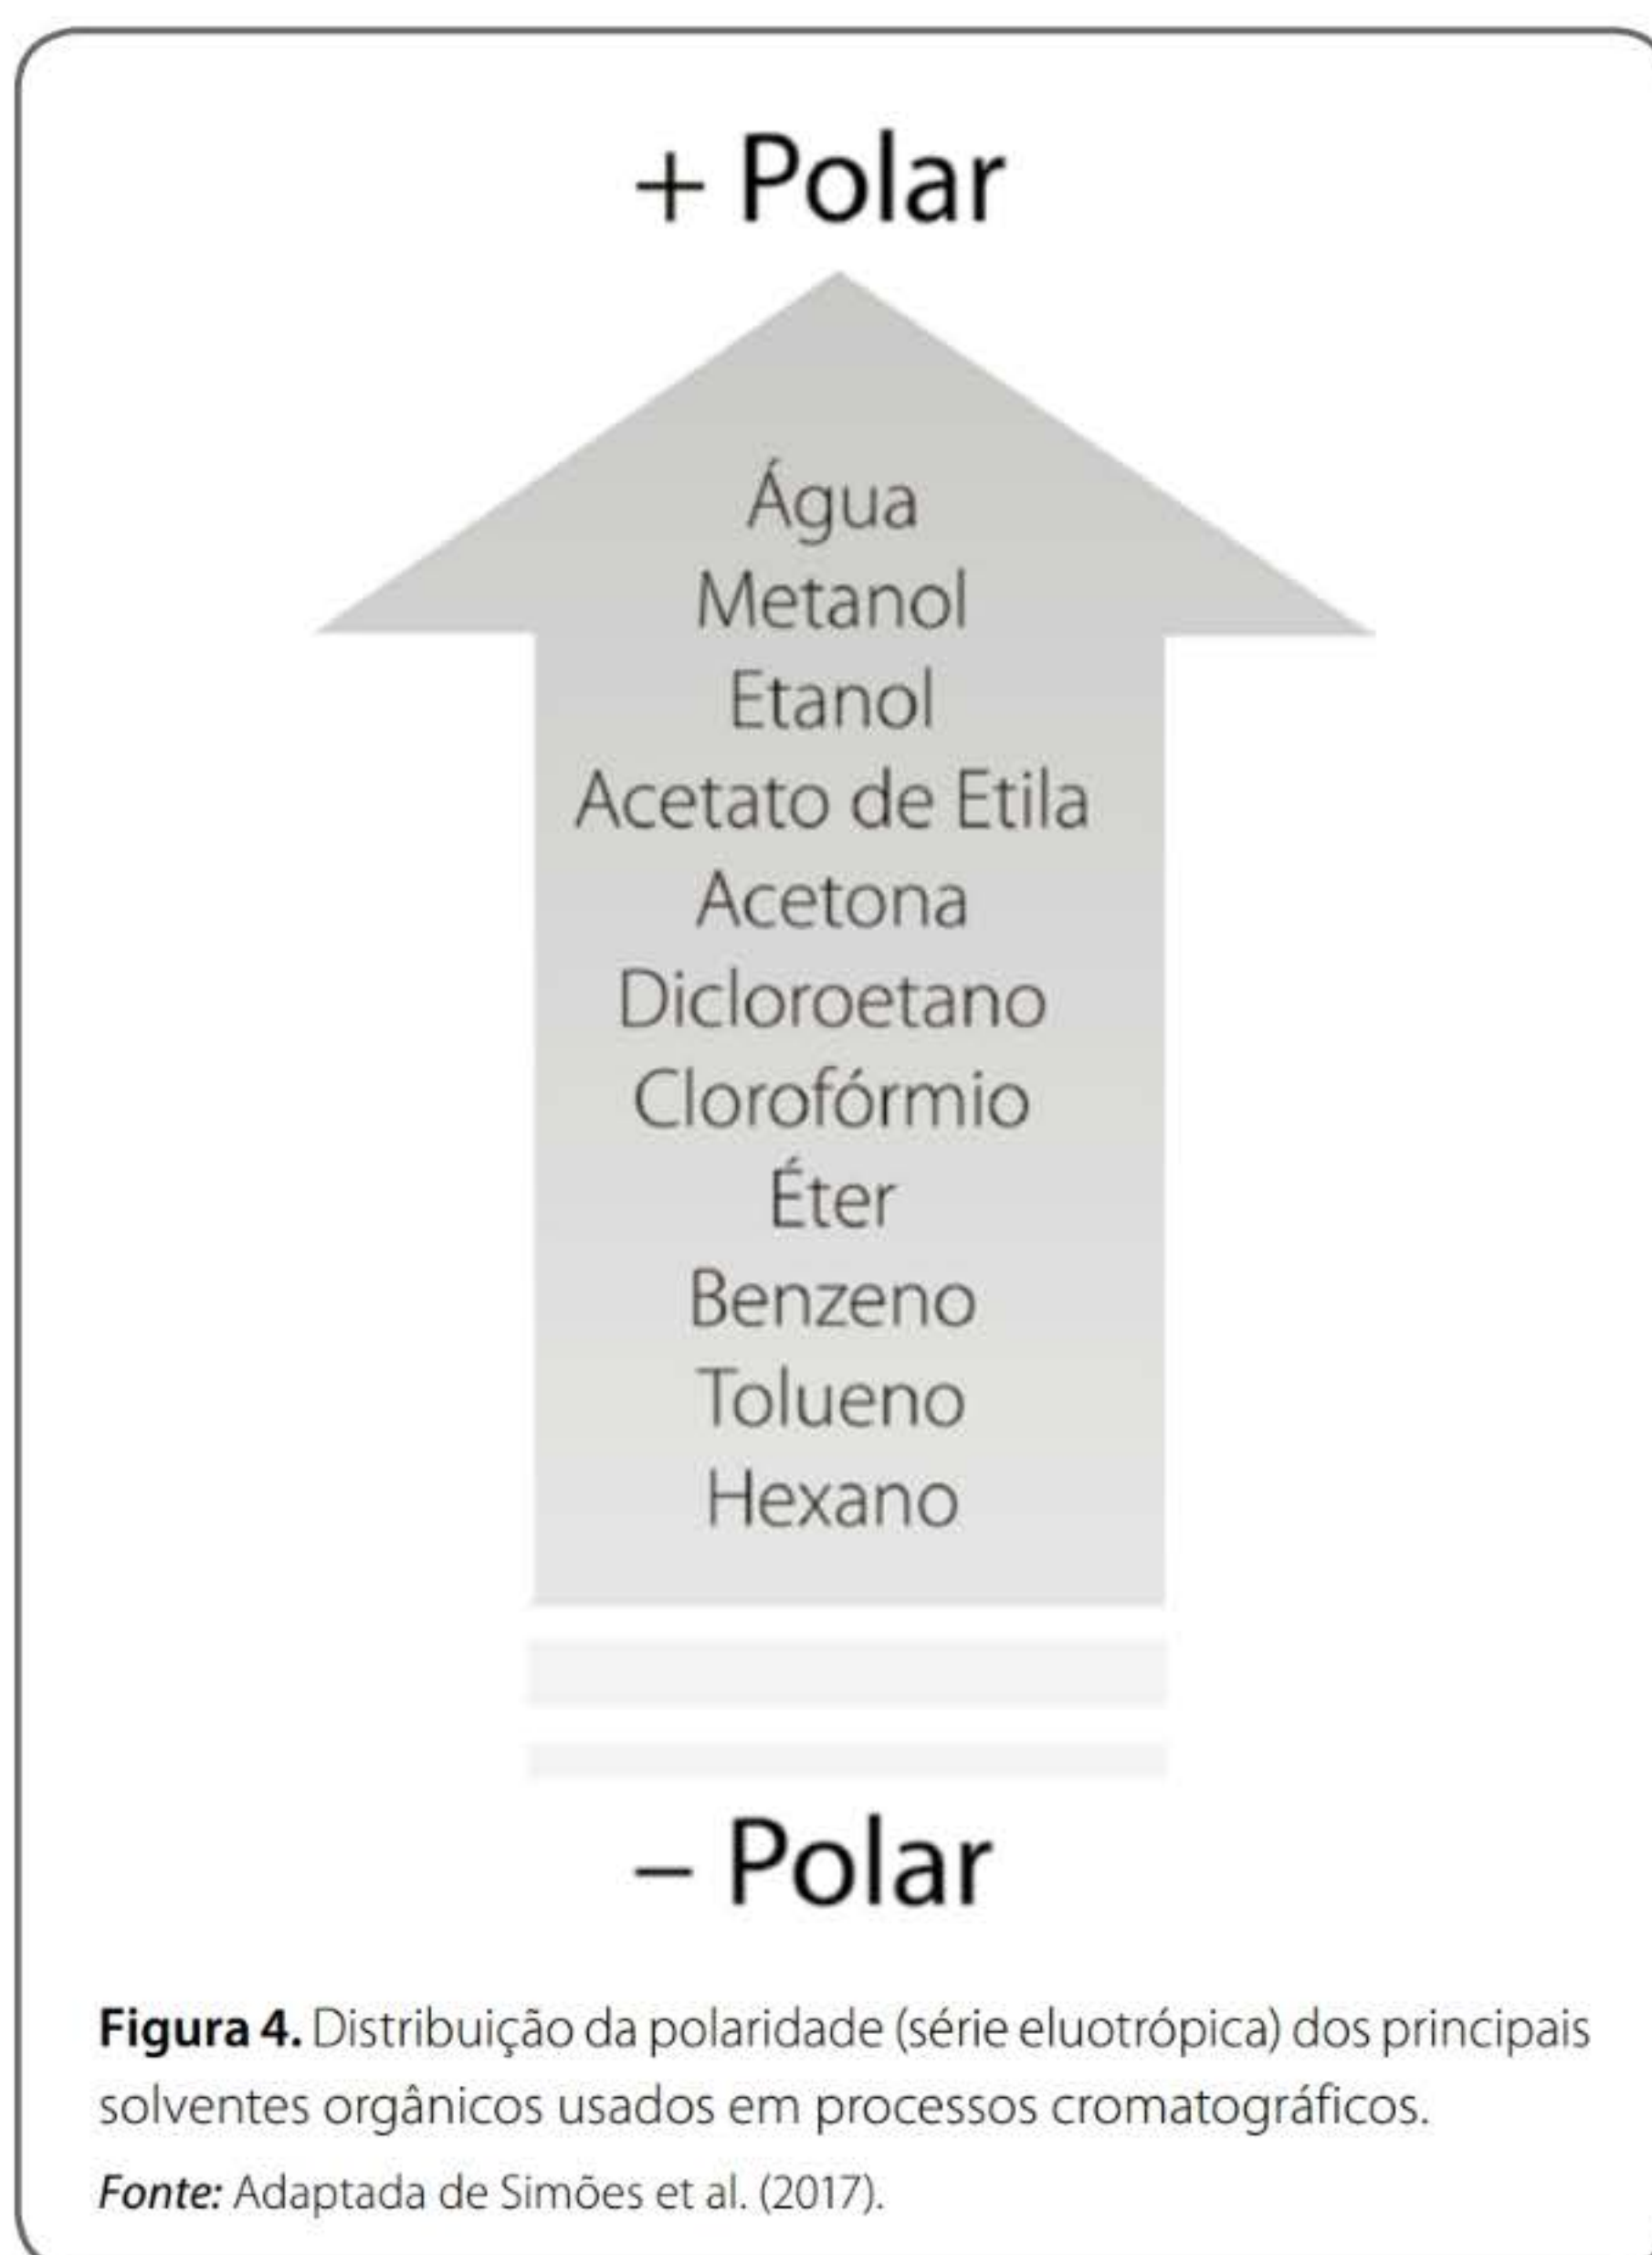 + Polar
Água
Metanol
Etanol
Acetato de Etila
Acetona
Dicloroetano
Clorofórmio
Éter
Benzeno
Tolueno
Hexano
– Polar
Figura 4. Distribuição da polaridade (série eluotrópica) dos principais
solventes orgânicos usados em processos cromatográficos.
Fonte: Adaptada de Simões et al. (2017).